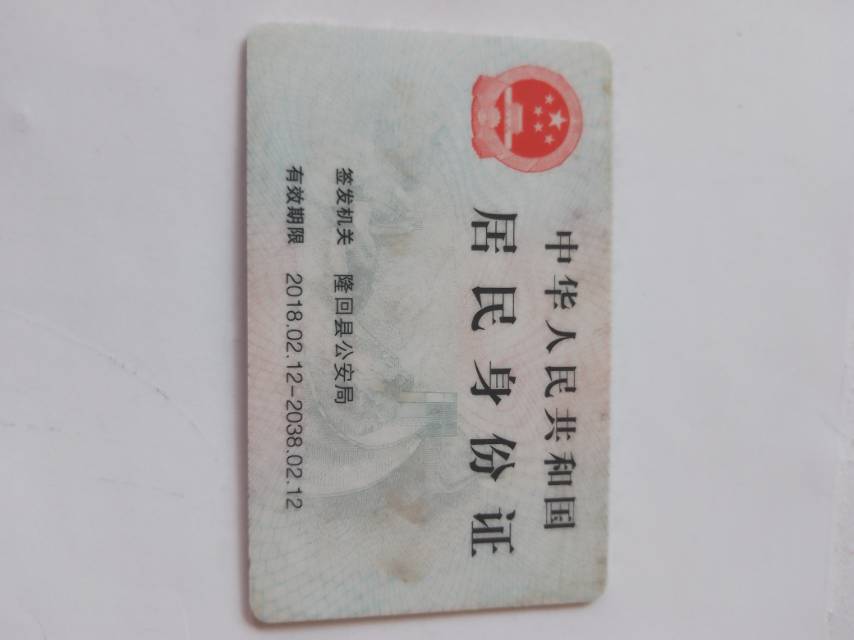 中华人民共和国
居民身份证
签发机关 隆回县公安局
有效期限 2018.02.12-2038.02.12